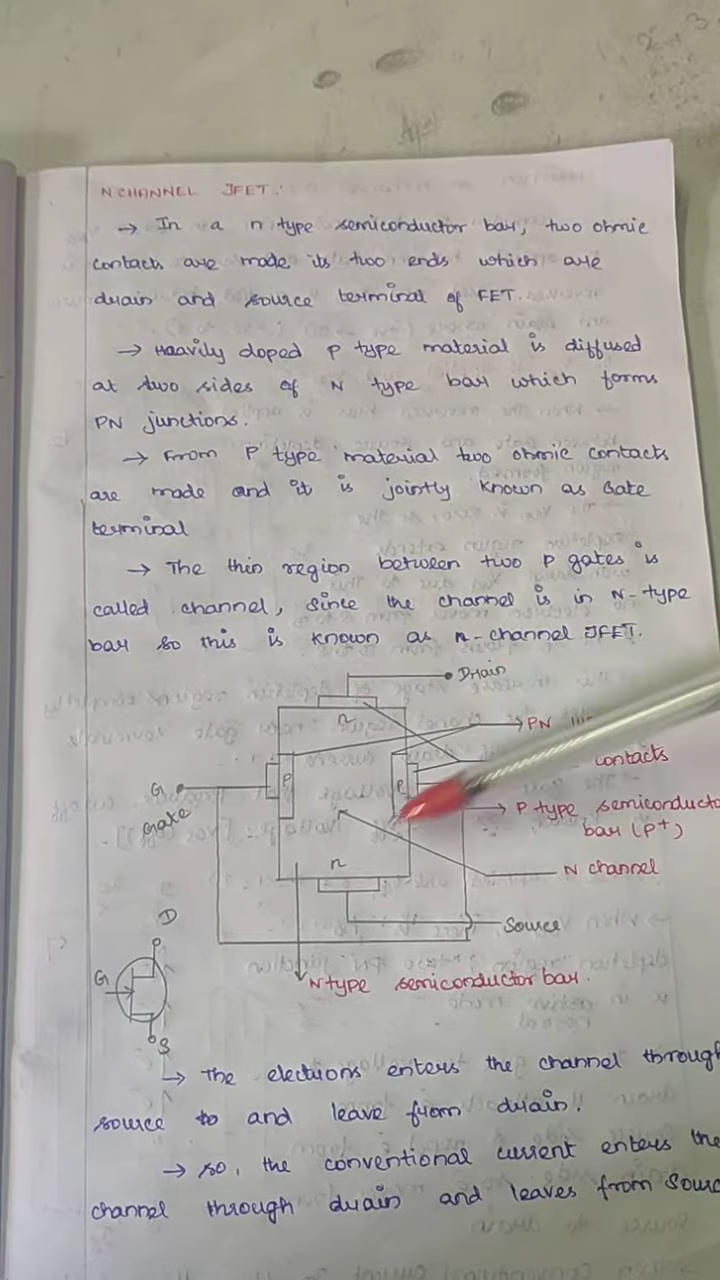 N CHANNEL JFET:
→ In a n type semiconductor bar, two ohmic
contacts are made its two ends which are
drain and source terminal of FET.
→ Heavily doped P type material is diffused
at two sides of N type bar which forms
PN junctions.
→ From P type material two ohmic contacts
are made and it is jointly known as Gate
terminal
→ The thin region between two P gates is
called channel, since the channel is in N-type
bar so this is known as n-channel JFET.
Drain
n
PN
contacts
G
Gate
P
P
P type semiconducto
bar (P+)
n
N channel
Source
D
G
S
N type semiconductor bar.
→ The electrons enters the channel through
source to and leave from drain.
→ so, the conventional current enters the
channel through drain and leaves from sourc